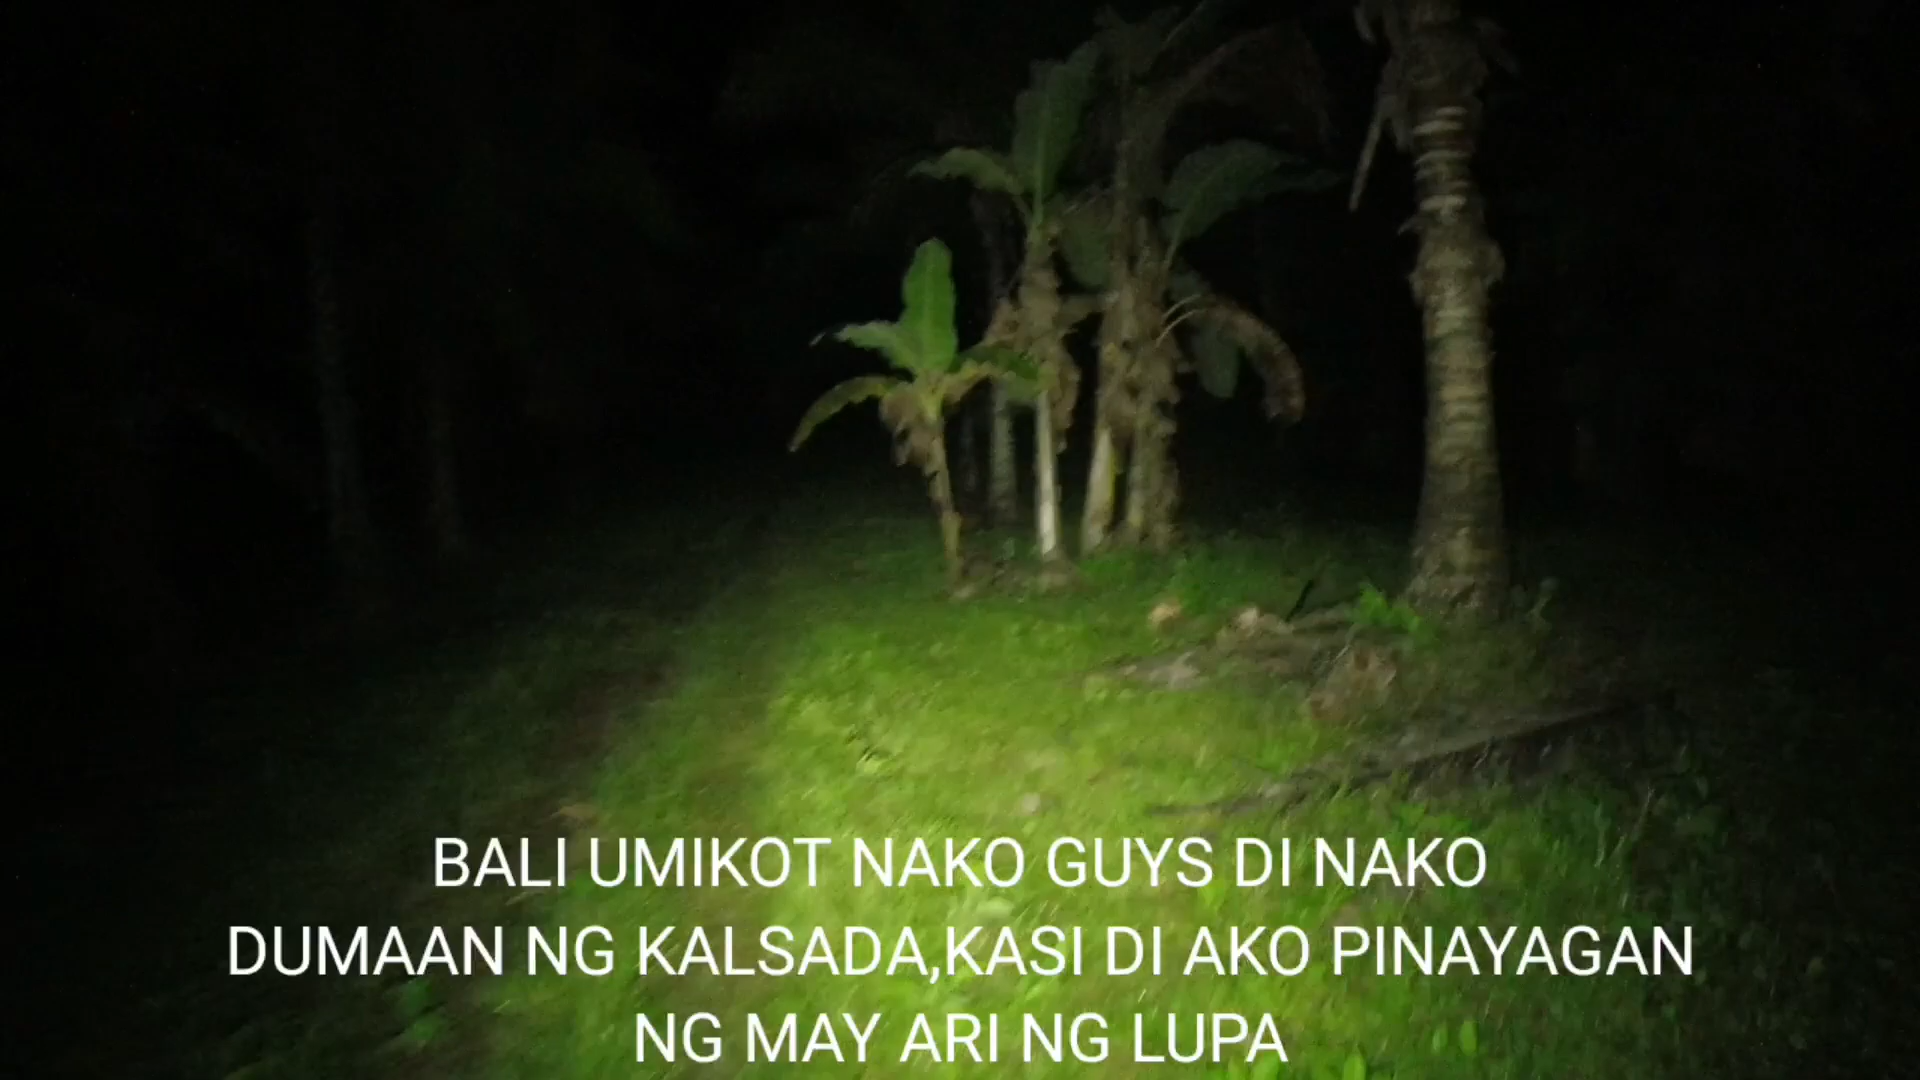 BALI UMIKOT NAKO GUYS DI NAKO
DUMAAN NG KALSADA,KASI DI AKO PINAYAGAN
NG MAY ARI NG LUPA